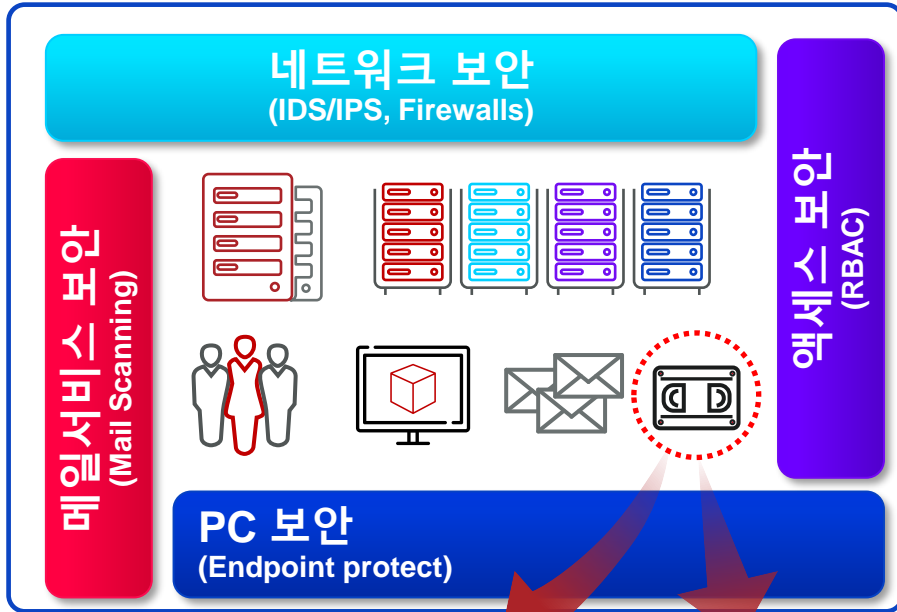 네트워크 보안
(IDS/IPS, Firewalls)
메일서비스 보안
(Mail Scanning)
액세스 보안
(RBAC)
PC 보안
(Endpoint protect)